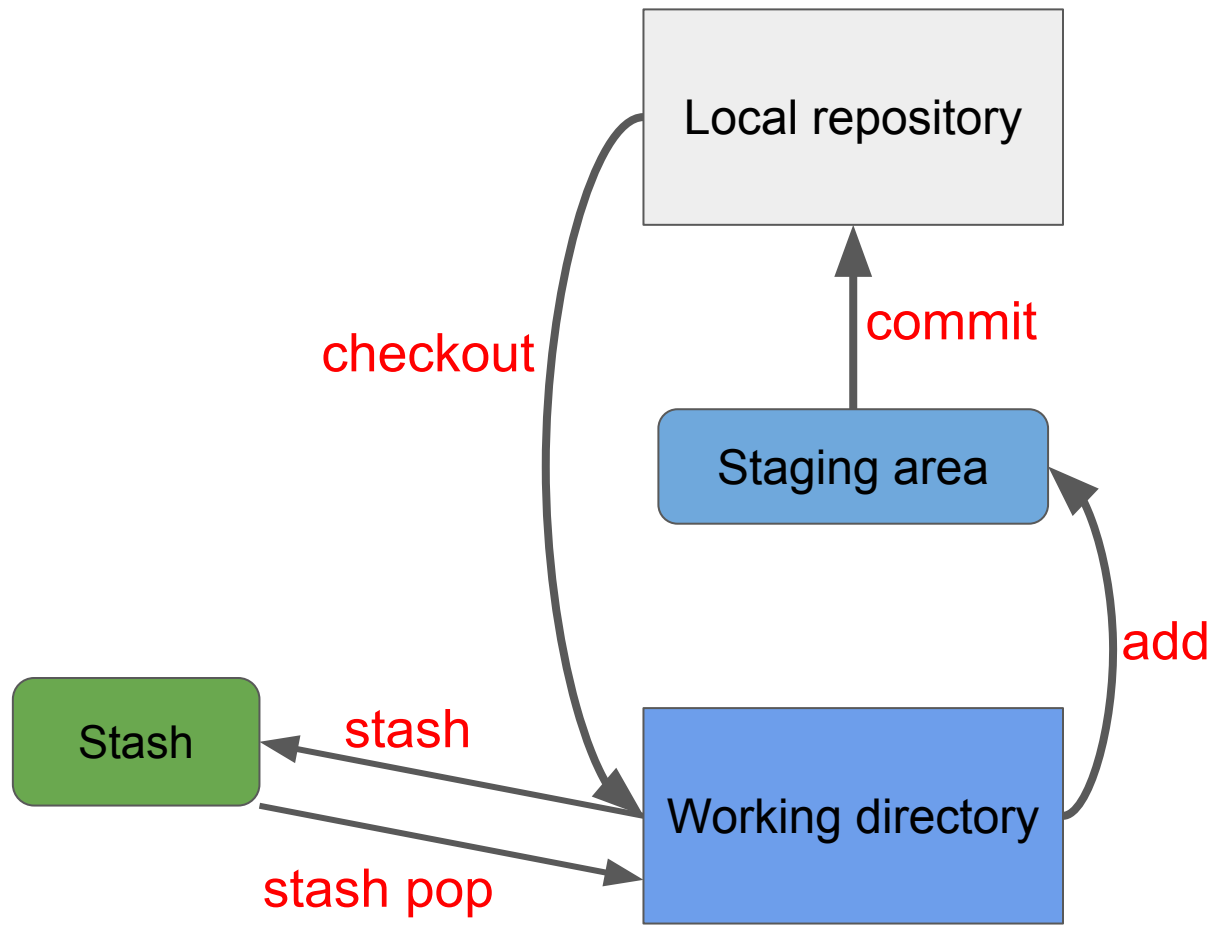 Local repository
commit
checkout
Staging area
add
Stash
stash
Working directory
stash pop